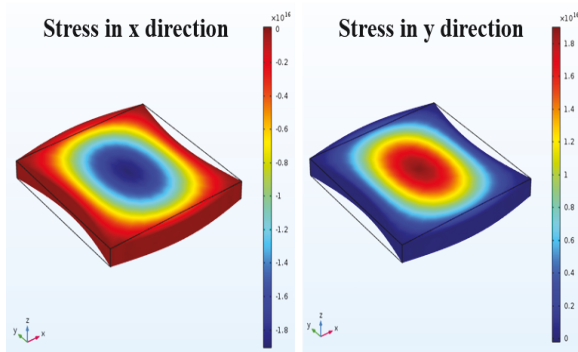 Stress in x direction
×10¹⁶
0
-0.2
-0.4
-0.6
-0.8
-1
-1.2
-1.4
-1.6
-1.8
z
y
x
Stress in y direction
×10¹⁶
1.8
1.6
1.4
1.2
1
0.8
0.6
0.4
0.2
0
z
y
x